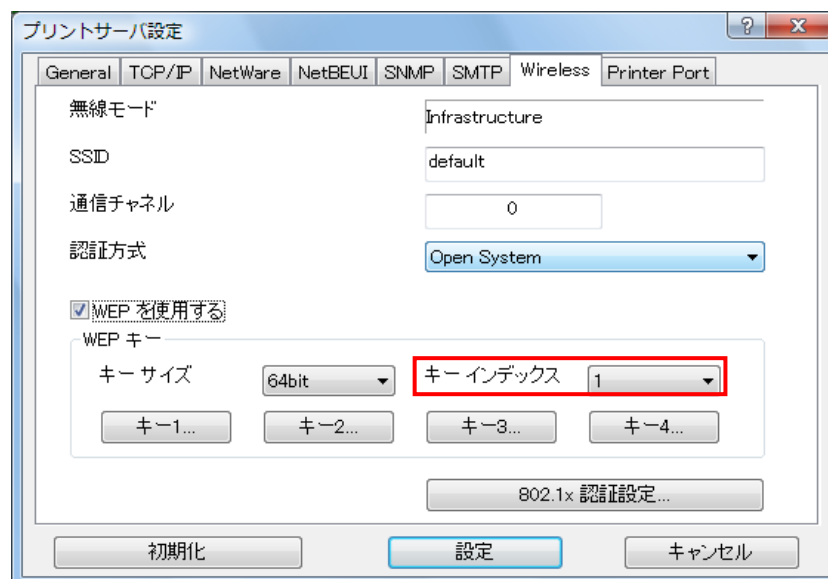 プリントサーバ設定
General TCP/IP NetWare NetBEUI SNMP SMTP Wireless Printer Port
無線モード Infrastructure
SSID default
通信チャネル 0
認証方式 Open System
WEP を使用する
WEP キー
キー サイズ 64bit キー インデックス 1
キー1... キー2... キー3... キー4...
802.1x 認証設定...
初期化 設定 キャンセル